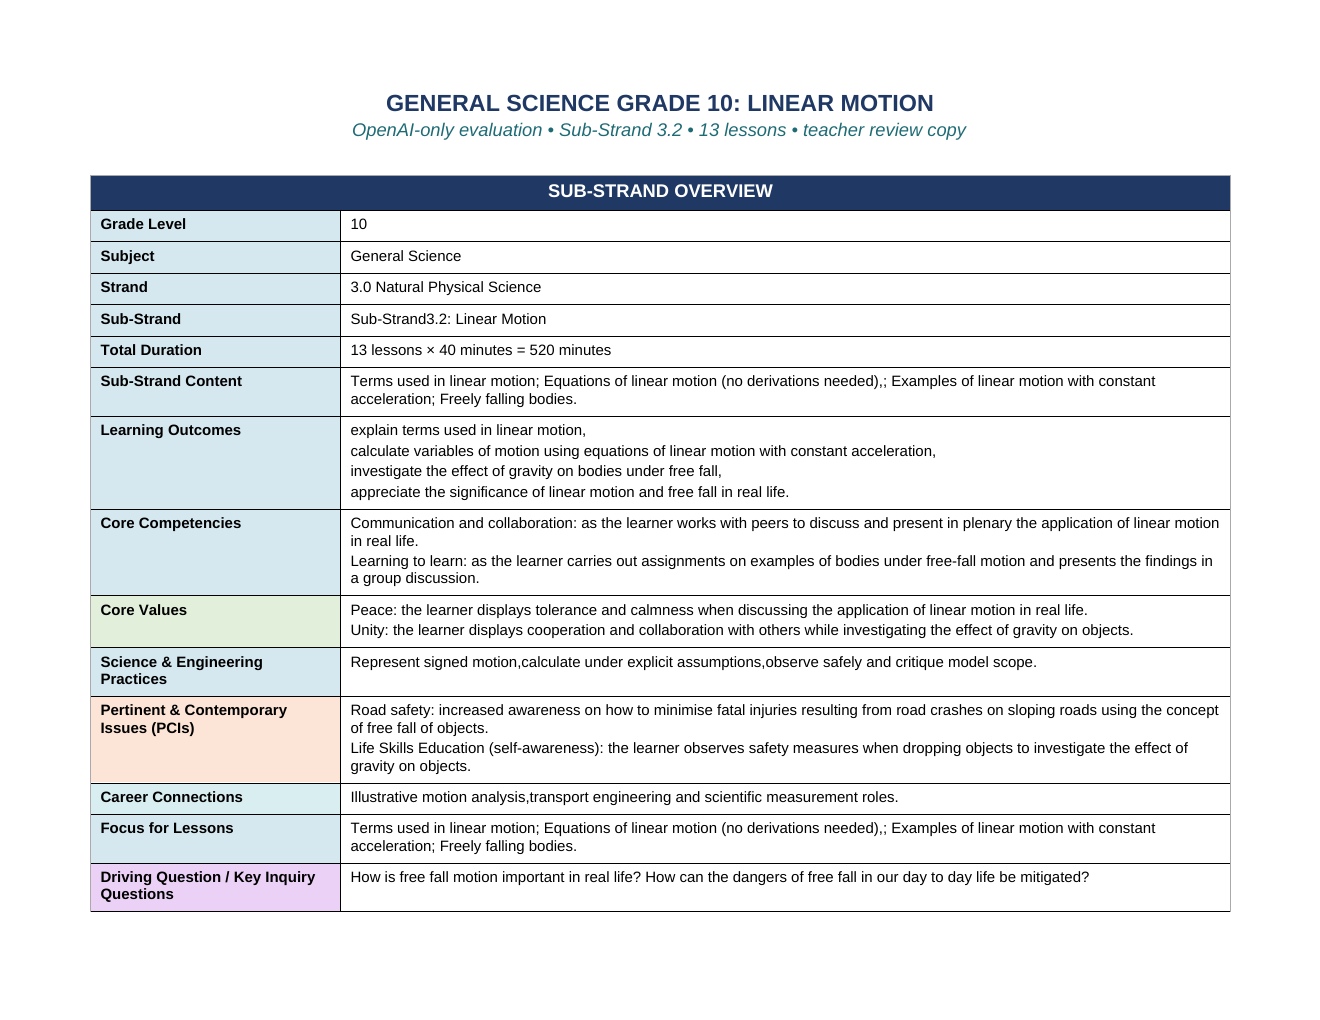 GENERAL SCIENCE GRADE 10: LINEAR MOTION
OpenAI-only evaluation • Sub-Strand 3.2 • 13 lessons • teacher review copy
SUB-STRAND OVERVIEW
Grade Level
10
Subject
General Science
Strand
3.0 Natural Physical Science
Sub-Strand
Sub-Strand3.2: Linear Motion
Total Duration
13 lessons × 40 minutes = 520 minutes
Sub-Strand Content
Terms used in linear motion; Equations of linear motion (no derivations needed),; Examples of linear motion with constant
acceleration; Freely falling bodies.
Learning Outcomes
explain terms used in linear motion,
calculate variables of motion using equations of linear motion with constant acceleration,
investigate the effect of gravity on bodies under free fall,
appreciate the significance of linear motion and free fall in real life.
Core Competencies
Communication and collaboration: as the learner works with peers to discuss and present in plenary the application of linear motion
in real life.
Learning to learn: as the learner carries out assignments on examples of bodies under free-fall motion and presents the findings in
a group discussion.
Core Values
Peace: the learner displays tolerance and calmness when discussing the application of linear motion in real life.
Unity: the learner displays cooperation and collaboration with others while investigating the effect of gravity on objects.
Science & Engineering
Practices
Represent signed motion,calculate under explicit assumptions,observe safely and critique model scope.
Pertinent & Contemporary
Issues (PCIs)
Road safety: increased awareness on how to minimise fatal injuries resulting from road crashes on sloping roads using the concept
of free fall of objects.
Life Skills Education (self-awareness): the learner observes safety measures when dropping objects to investigate the effect of
gravity on objects.
Career Connections
Illustrative motion analysis,transport engineering and scientific measurement roles.
Focus for Lessons
Terms used in linear motion; Equations of linear motion (no derivations needed),; Examples of linear motion with constant
acceleration; Freely falling bodies.
Driving Question / Key Inquiry
Questions
How is free fall motion important in real life? How can the dangers of free fall in our day to day life be mitigated?